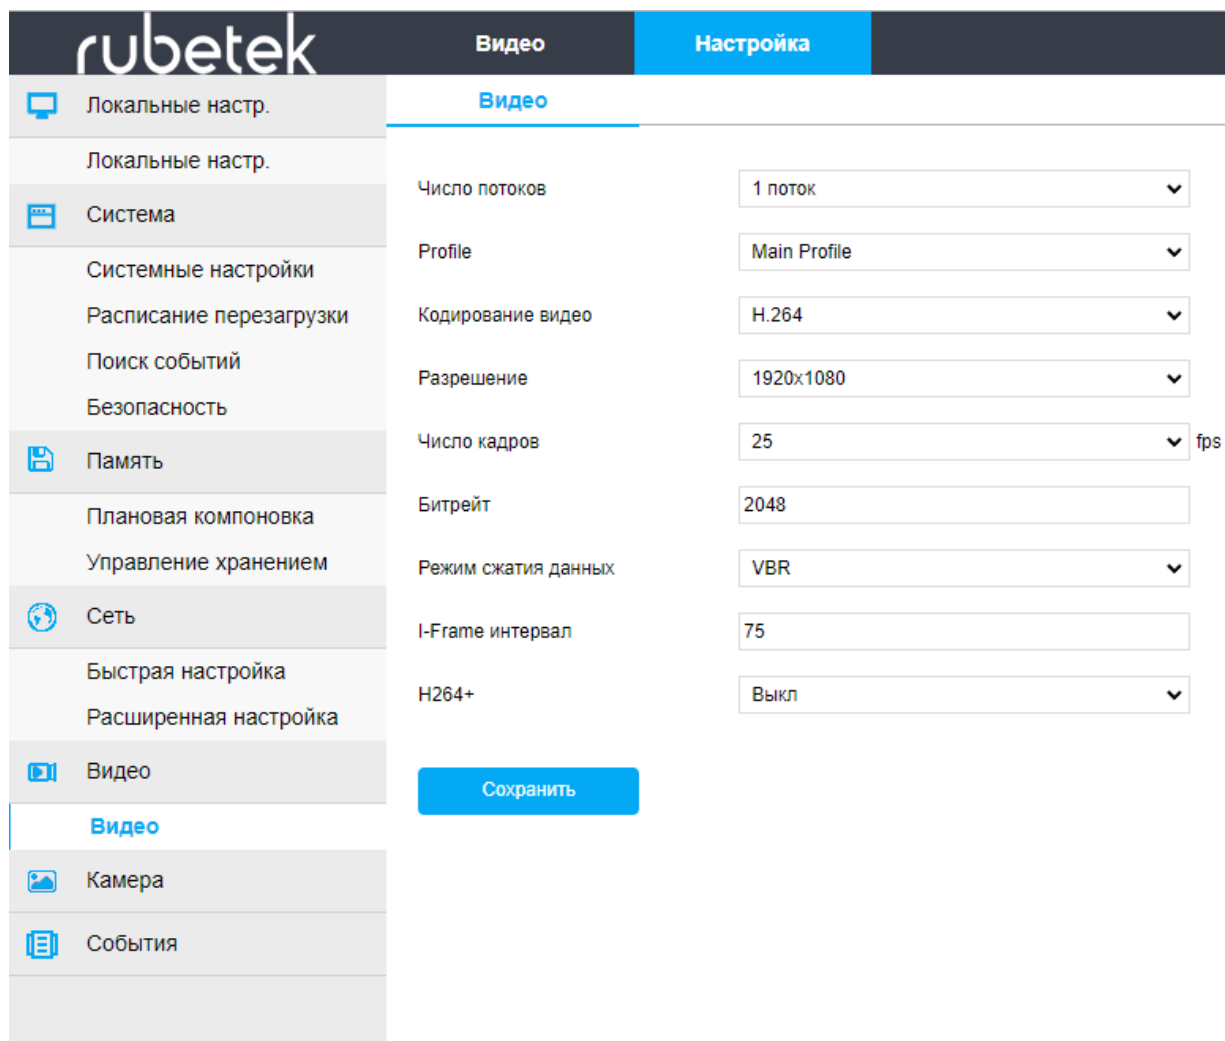 rubetek
Видео
Настройка
Локальные настр.
Локальные настр.
Система
Системные настройки
Расписание перезагрузки
Поиск событий
Безопасность
Память
Плановая компоновка
Управление хранением
Сеть
Быстрая настройка
Расширенная настройка
Видео
Видео
Камера
События
Видео
Число потоков 1 поток
Profile Main Profile
Кодирование видео H.264
Разрешение 1920x1080
Число кадров 25 fps
Битрейт 2048
Режим сжатия данных VBR
I-Frame интервал 75
H264+ Выкл
Сохранить